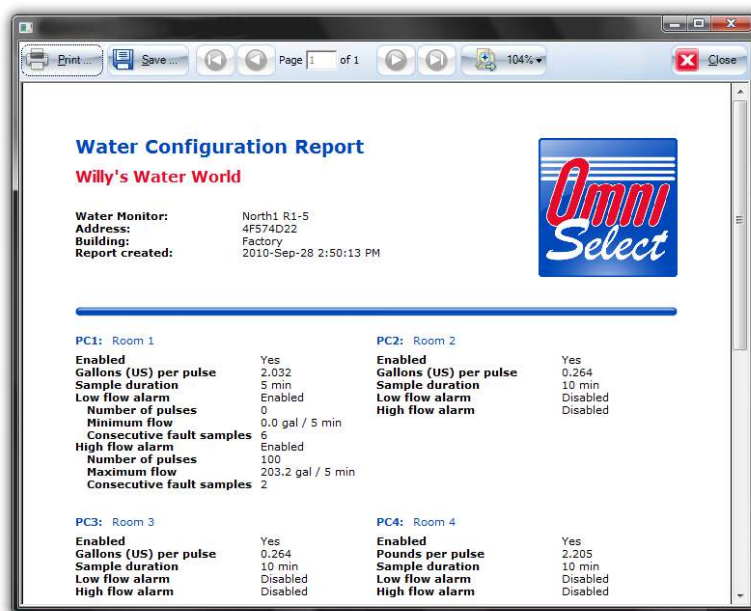 Print ... Save ... Page 1 of 1 104% Close
Water Configuration Report
Willy's Water World
Omni
Select
Water Monitor: North1 R1-5
Address: 4F574D22
Building: Factory
Report created: 2010-Sep-28 2:50:13 PM
PC1: Room 1
Enabled Yes
Gallons (US) per pulse 2.032
Sample duration 5 min
Low flow alarm Enabled
Number of pulses 0
Minimum flow 0.0 gal / 5 min
Consecutive fault samples 6
High flow alarm Enabled
Number of pulses 100
Maximum flow 203.2 gal / 5 min
Consecutive fault samples 2
PC2: Room 2
Enabled Yes
Gallons (US) per pulse 0.264
Sample duration 10 min
Low flow alarm Disabled
High flow alarm Disabled
PC3: Room 3
Enabled Yes
Gallons (US) per pulse 0.264
Sample duration 10 min
Low flow alarm Disabled
High flow alarm Disabled
PC4: Room 4
Enabled Yes
Pounds per pulse 2.205
Sample duration 10 min
Low flow alarm Disabled
High flow alarm Disabled